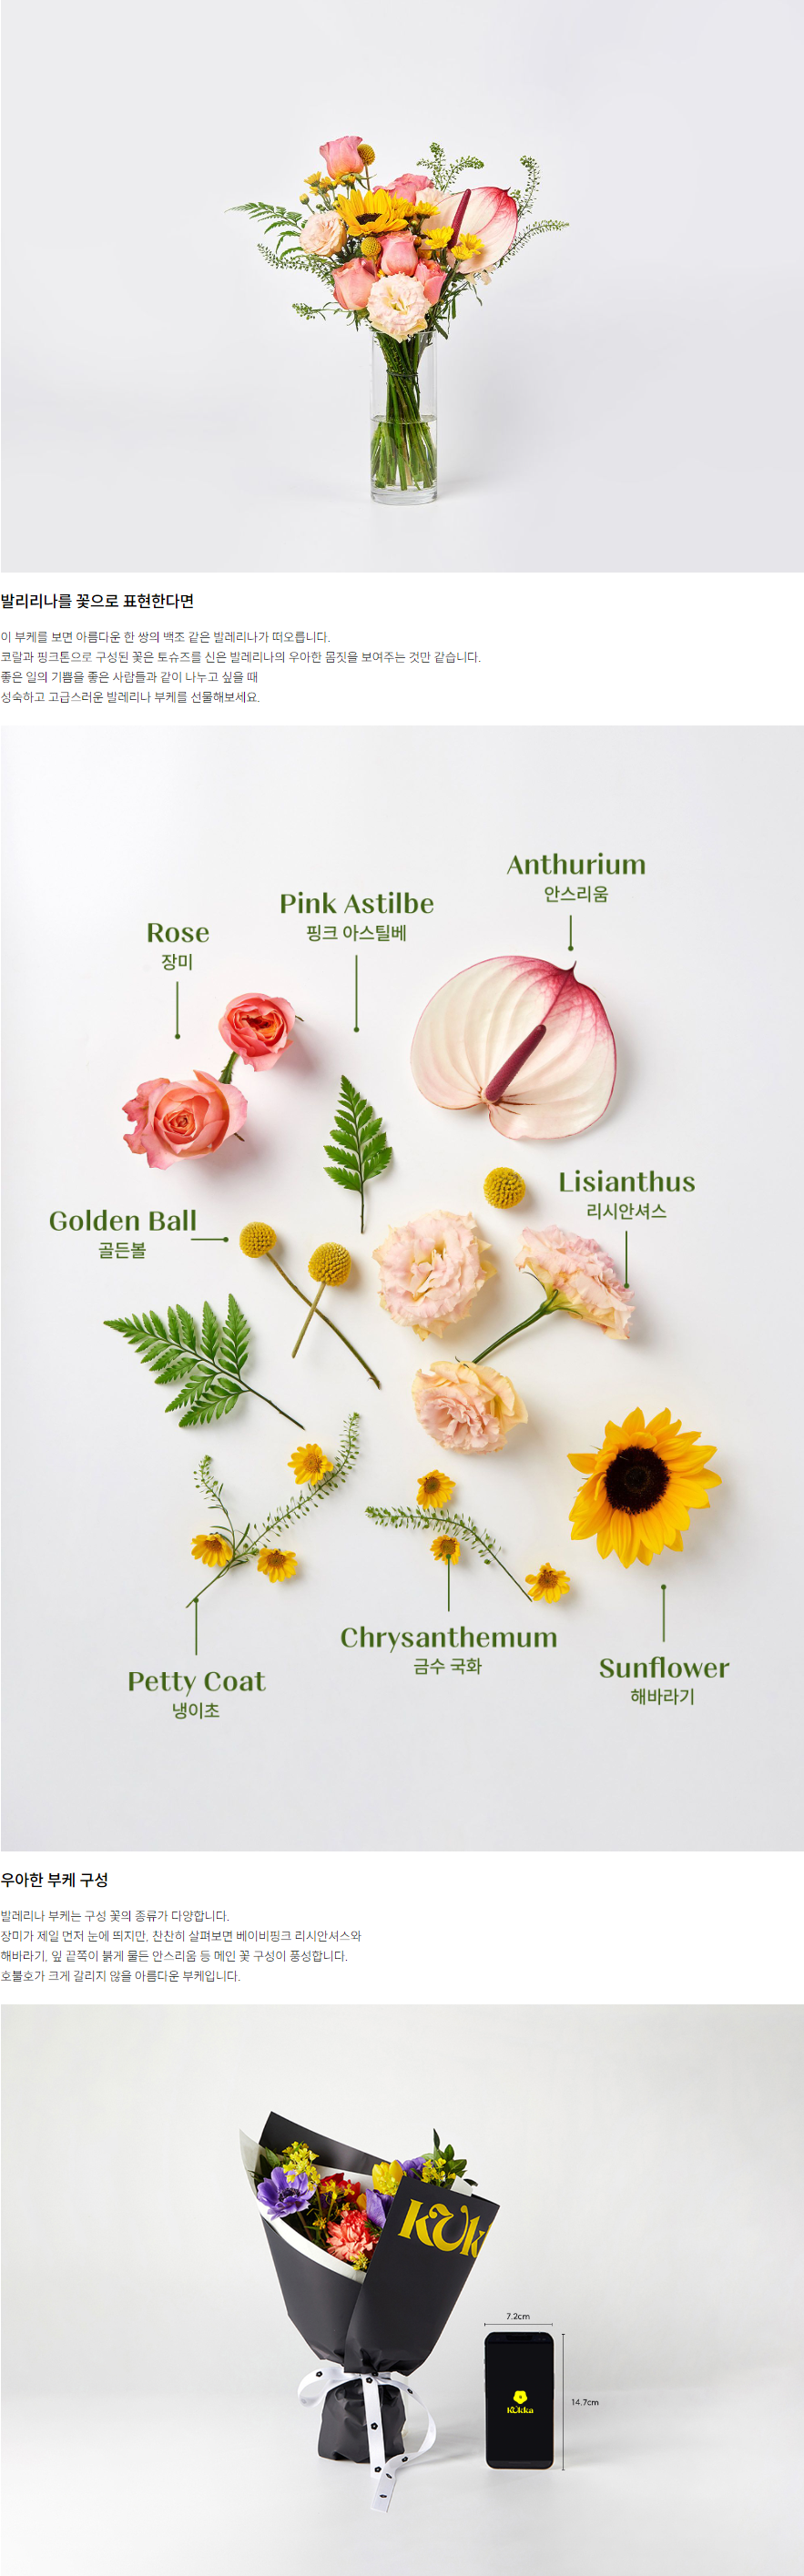 발리리나를 꽃으로 표현한다면
이 부케를 보면 아름다운 한 쌍의 백조 같은 발레리나가 떠오릅니다.
코랄과 핑크톤으로 구성된 꽃은 토슈즈를 신은 발레리나의 우아한 몸짓을 보여주는 것만 같습니다.
좋은 일의 기쁨을 좋은 사람들과 같이 나누고 싶을 때
성숙하고 고급스러운 발레리나 부케를 선물해보세요.
Anthurium
안스리움
Pink Astilbe
핑크 아스틸베
Rose
장미
Lisianthus
리시안셔스
Golden Ball
골든볼
Chrysanthemum
금수 국화
Sunflower
해바라기
Petty Coat
냉이초
우아한 부케 구성
발레리나 부케는 구성 꽃의 종류가 다양합니다.
장미가 제일 먼저 눈에 띄지만, 찬찬히 살펴보면 베이비핑크 리시안셔스와
해바라기, 잎 끝쪽이 붉게 물든 안스리움 등 메인 꽃 구성이 풍성합니다.
호불호가 크게 갈리지 않을 아름다운 부케입니다.
kukk
7.2cm
14.7cm
kukka